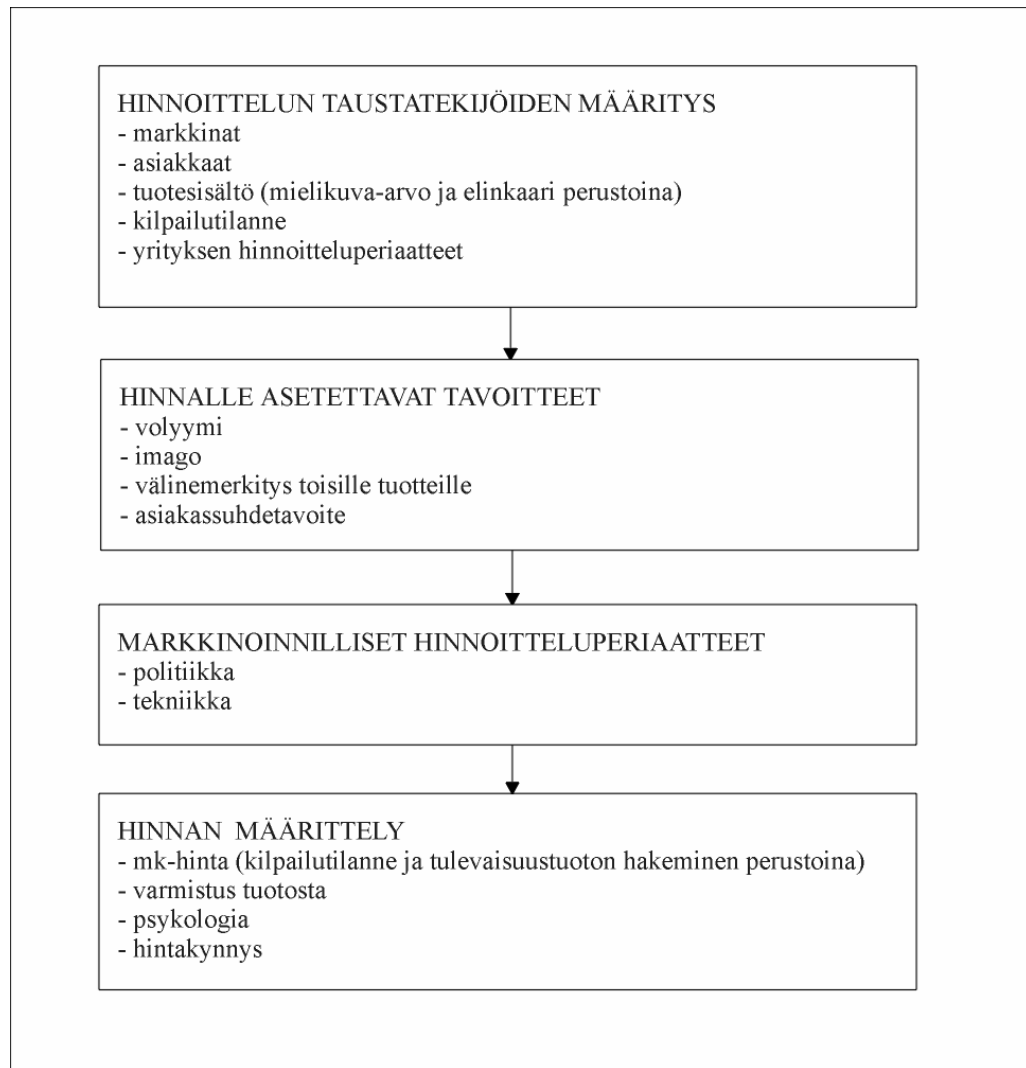 HINNOITTELUN TAUSTATEKIJÖIDEN MÄÄRITYS
- markkinat
- asiakkaat
- tuotesisältö (mielikuva-arvo ja elinkaari perustoina)
- kilpailutilanne
- yrityksen hinnoitteluperiaatteet
HINNALLE ASETETTAVAT TAVOITTEET
- volyymi
- imago
- välinemerkitys toisille tuotteille
- asiakassuhdetavoite
MARKKINOINNILLISET HINNOITTELUPERIAATTEET
- politiikka
- tekniikka
HINNAN MÄÄRITTELY
- mk-hinta (kilpailutilanne ja tulevaisuustuoton hakeminen perustoina)
- varmistus tuotosta
- psykologia
- hintakynnys